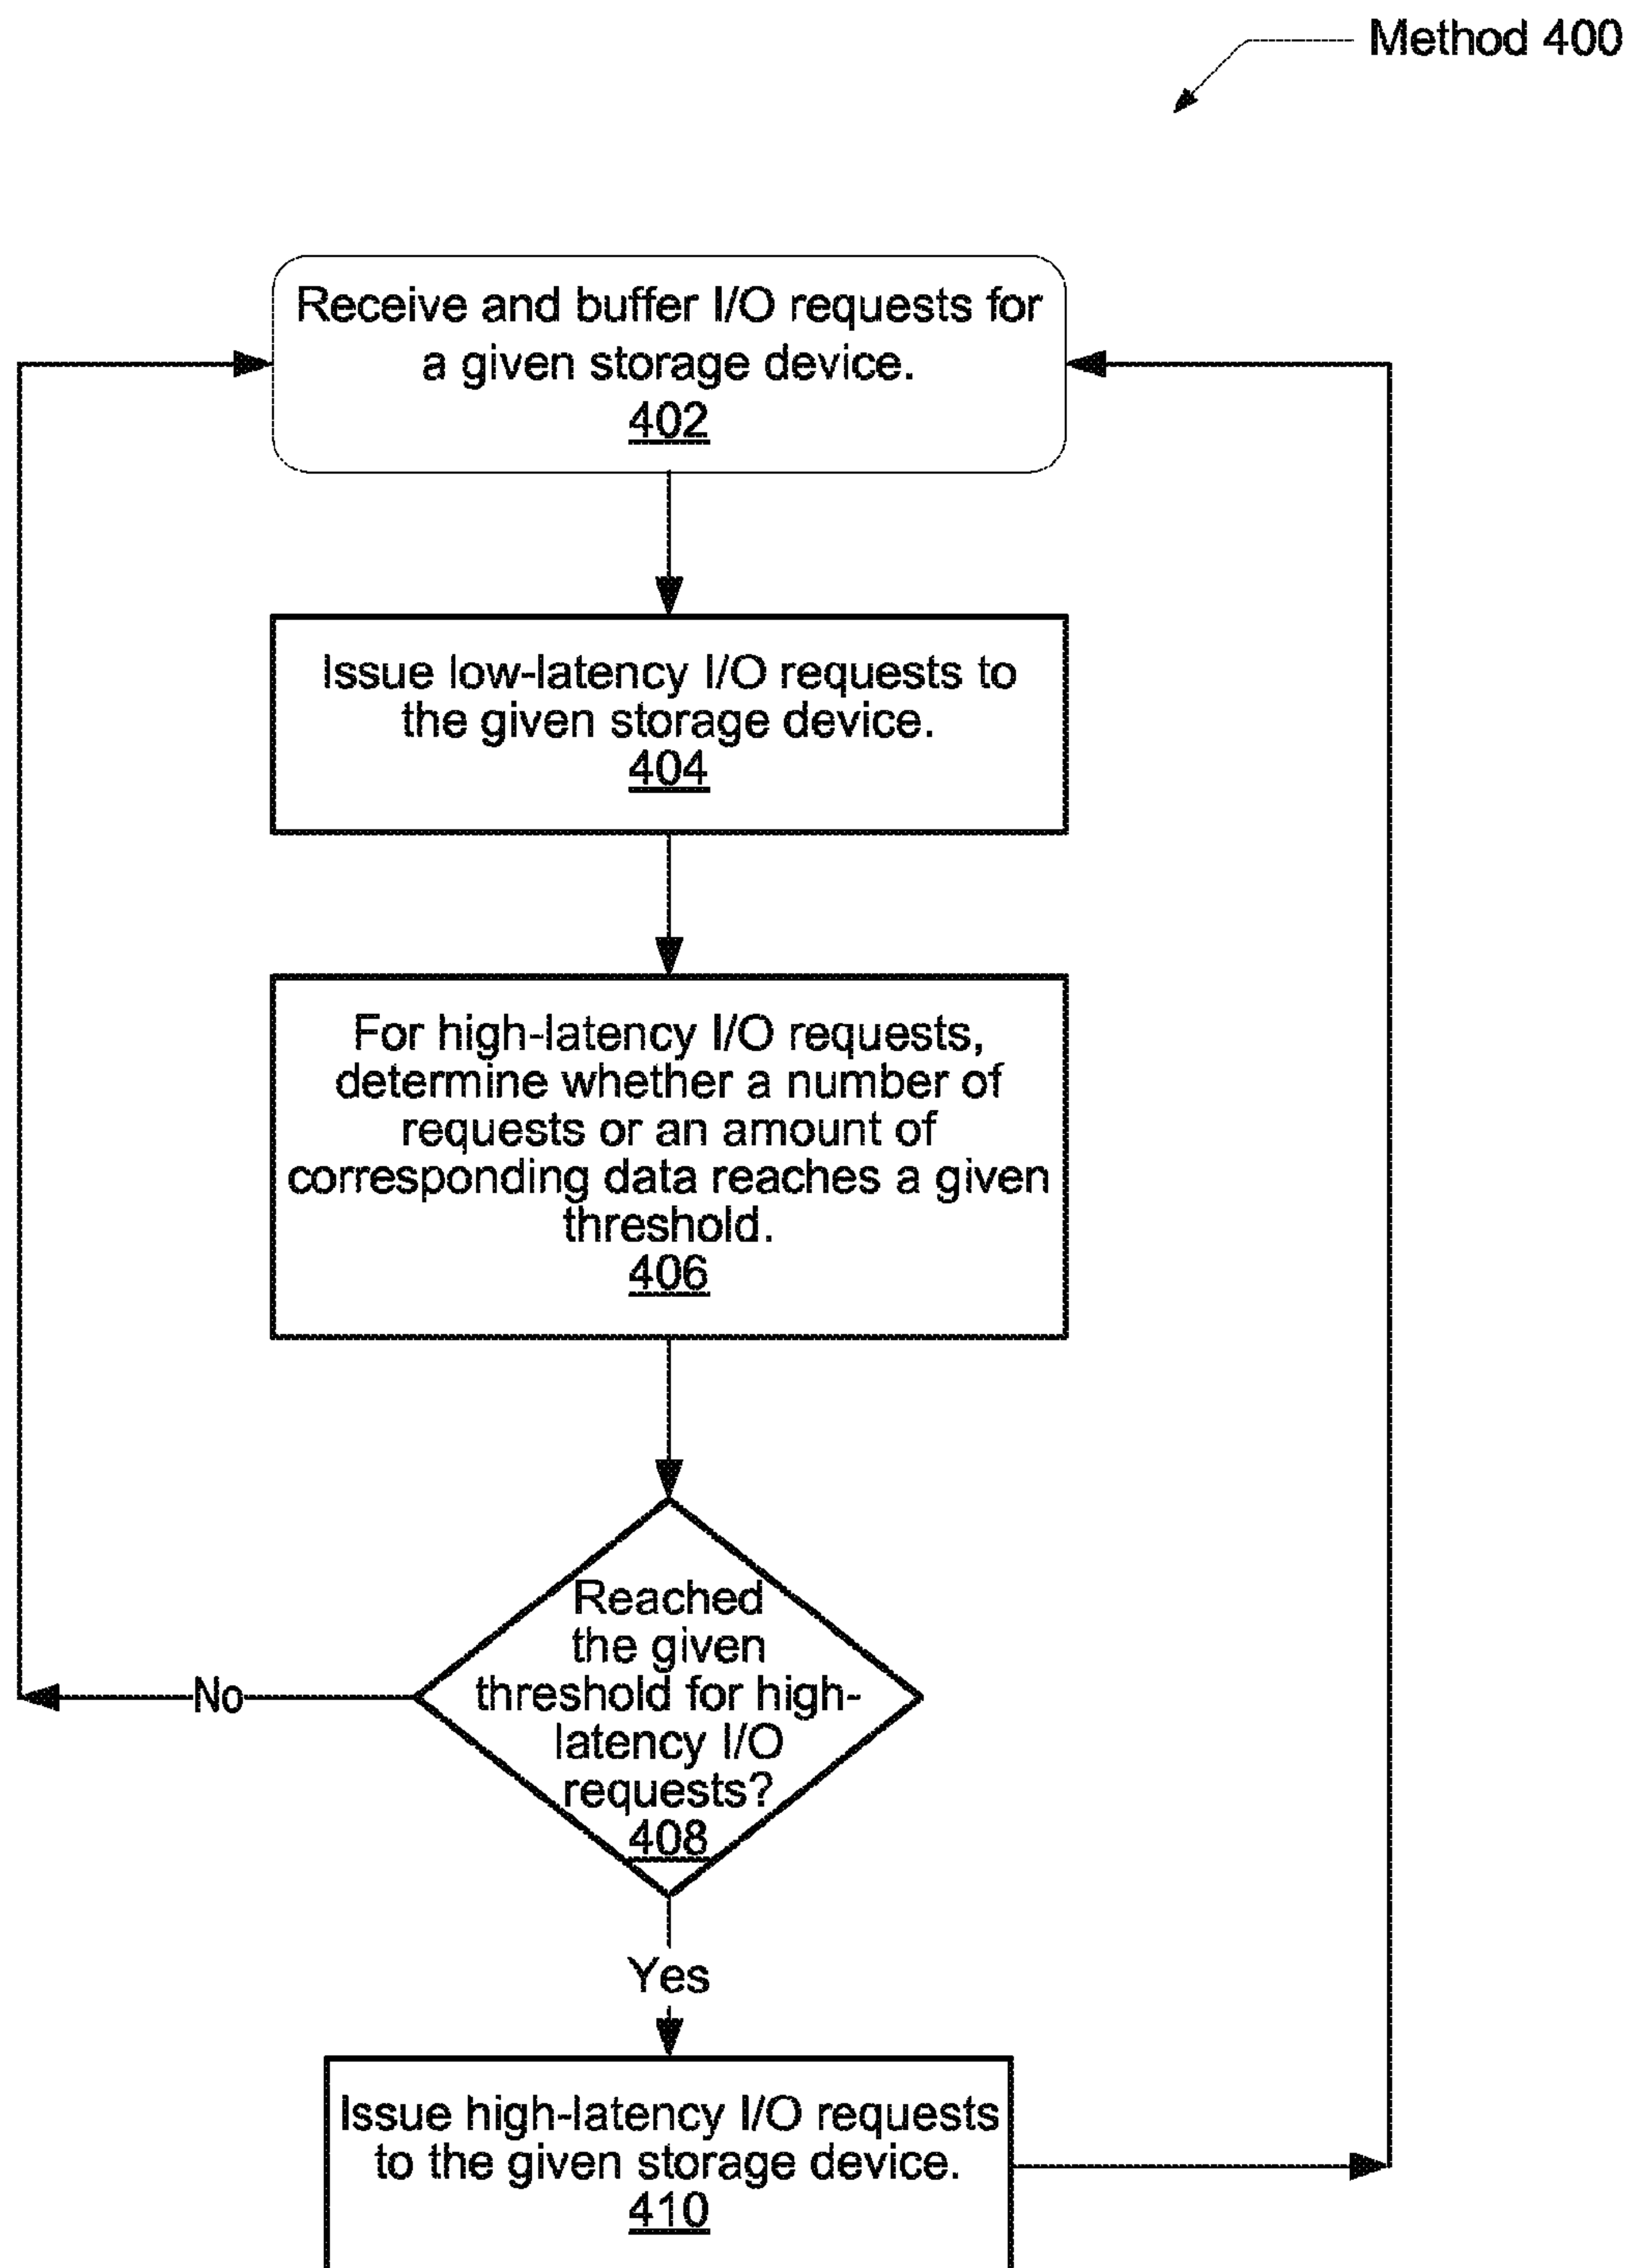 Method 400
Receive and buffer I/O requests for
a given storage device.
402
Issue low-latency I/O requests to
the given storage device.
404
For high-latency I/O requests,
determine whether a number of
requests or an amount of
corresponding data reaches a given
threshold.
406
Reached
the given
threshold for high-
latency I/O
requests?
408
No
Yes
Issue high-latency I/O requests
to the given storage device.
410